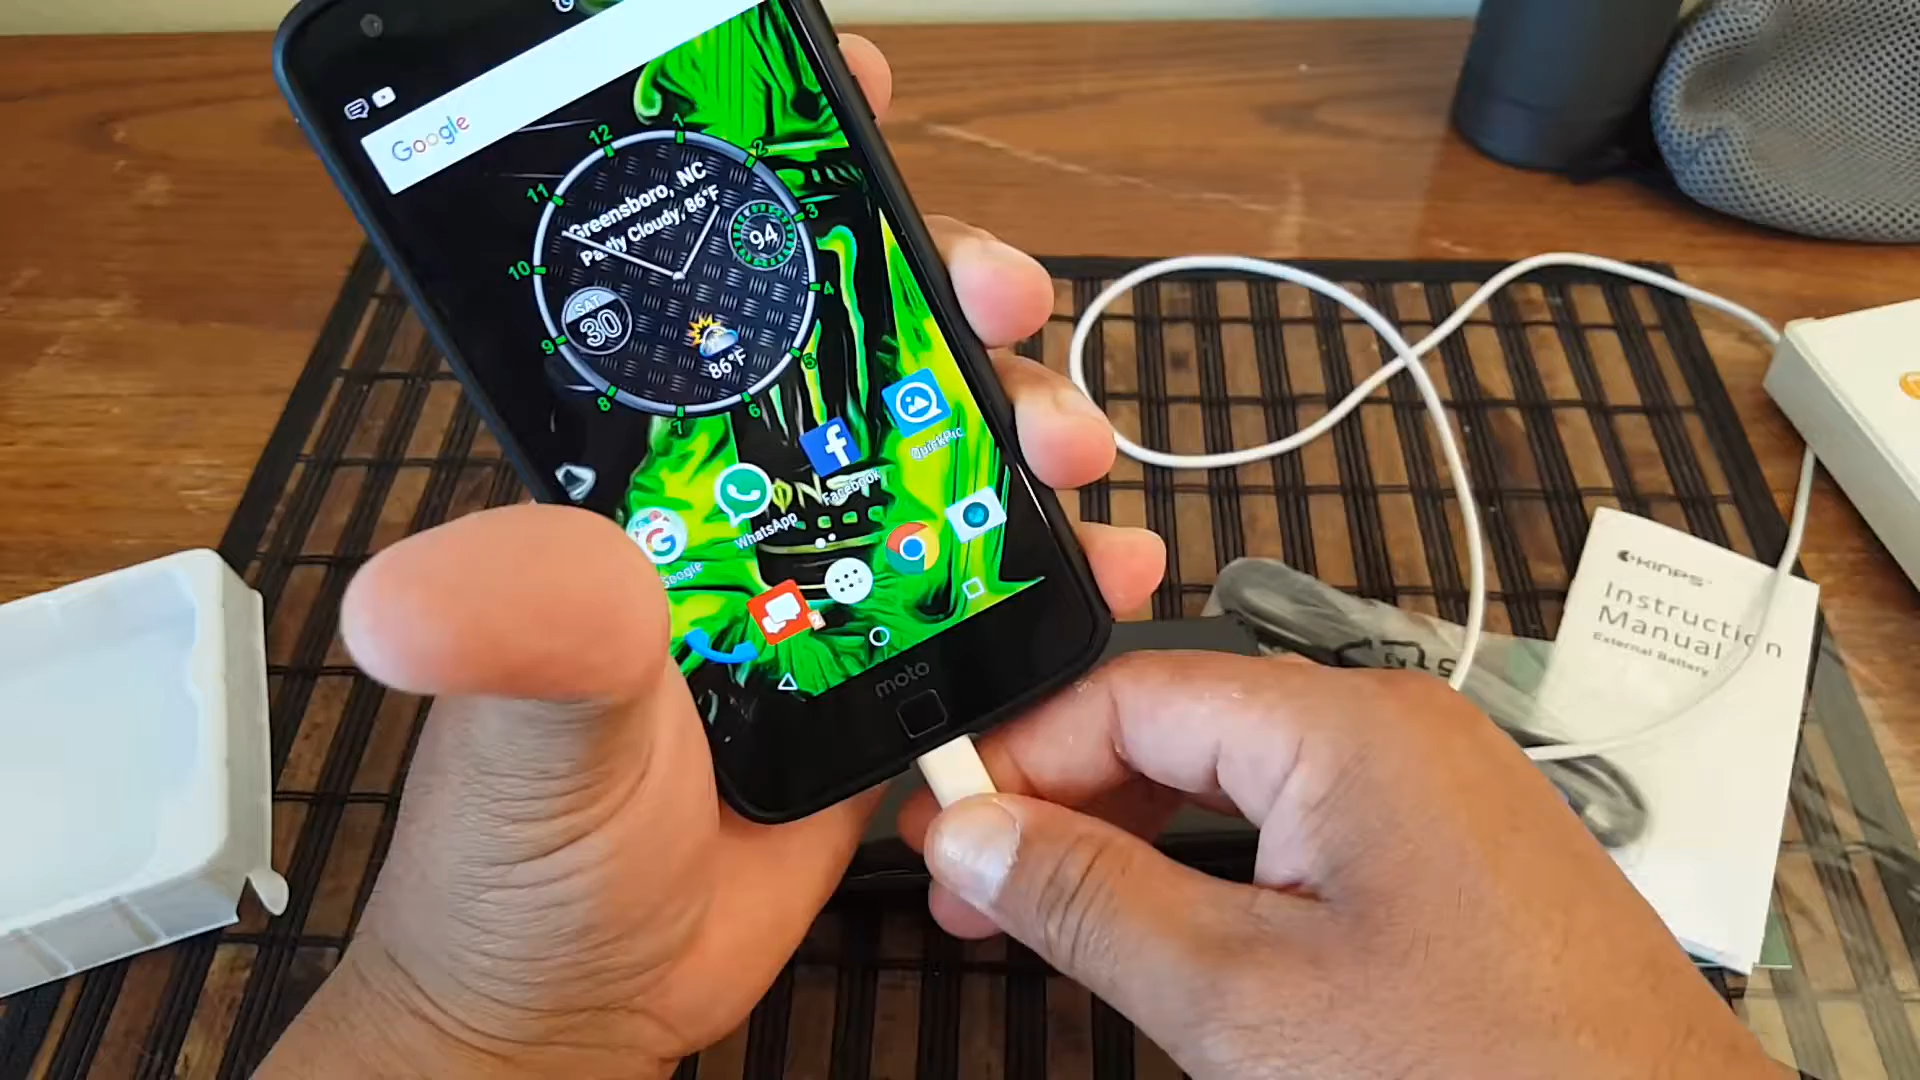 Google
12
1
2
11
Greensboro, NC
Partly Cloudy, 86°F
3
94
10
SAT
30
4
9
86°F
5
8
7
6
QuickPic
Facebook
WhatsApp
Google
moto
KINPS
Instruction
Manual
External Battery